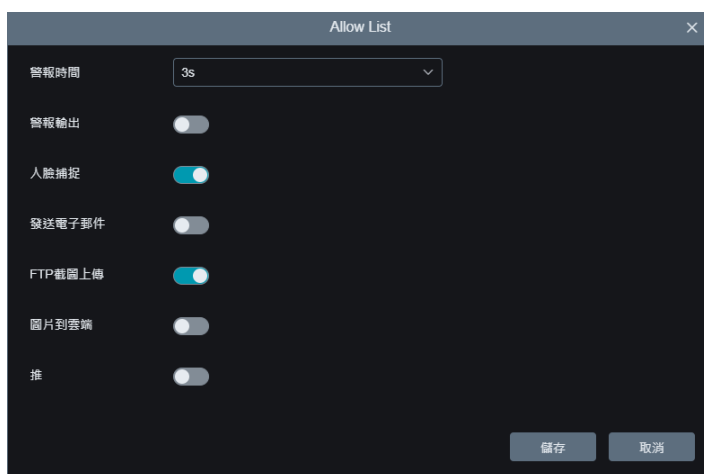 Allow List
警報時間
3s
警報輸出
人臉捕捉
發送電子郵件
FTP截圖上傳
圖片到雲端
推
儲存
取消